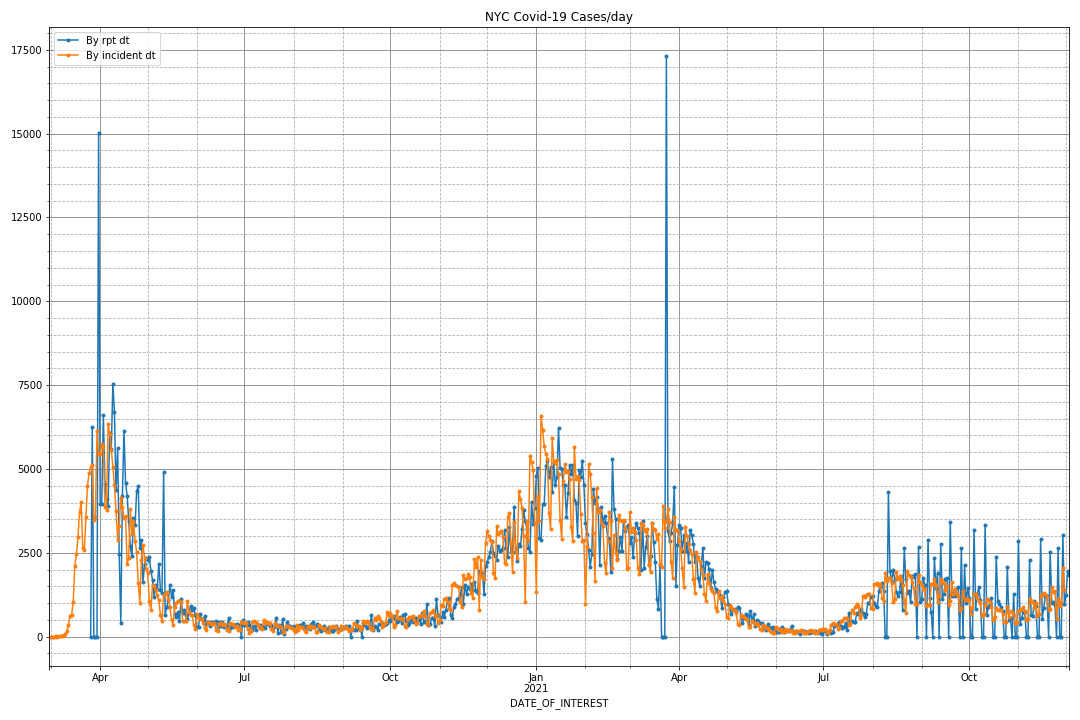 NYC Covid-19 Cases/day
By rpt dt
By incident dt
17500
15000
12500
10000
7500
5000
2500
0
Apr Jul Oct Jan Apr Jul Oct
2021
DATE_OF_INTEREST